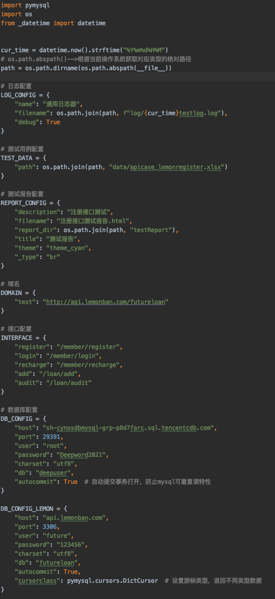 import pymysql
import os
from _datetime import datetime
cur_time = datetime.now().strftime("%Y%m%d%H%M")
# os.path.abspath()-->根据当前操作系统获取对应类型的绝对路径
path = os.path.dirname(os.path.abspath(__file__))
# 日志配置
LOG_CONFIG = {
"name": "通用日志器",
"filename": os.path.join(path, f"log/{cur_time}testlog.log"),
"debug": True
}
# 测试用例配置
TEST_DATA = {
"path": os.path.join(path, "data/apicase_lemonregister.xlsx")
}
# 测试报告配置
REPORT_CONFIG = {
"description": "注册接口测试",
"filename": "注册接口测试报告.html",
"report_dir": os.path.join(path, "testReport"),
"title": "测试报告",
"theme": "theme_cyan",
"_type": "br"
}
# 域名
DOMAIN = {
"test": "http://api.lemonban.com/futureloan"
}
# 接口配置
INTERFACE = {
"register": "/member/register",
"login": "/member/login",
"recharge": "/member/recharge",
"add": "/loan/add",
"audit": "/loan/audit"
}
# 数据库配置
DB_CONFIG = {
"host": "sh-cynosdbmysql-grp-p8d7farc.sql.tencentcdb.com",
"port": 29391,
"user": "root",
"password": "Deepword2021",
"charset": "utf8",
"db": "deepuser",
"autocommit": True # 自动提交事务打开，防止mysql可重复读特性
}
DB_CONFIG_LEMON = {
"host": "api.lemonban.com",
"port": 3306,
"user": "future",
"password": "123456",
"charset": "utf8",
"db": "futureloan",
"autocommit": True,
"cursorclass": pymysql.cursors.DictCursor # 设置游标类型，返回不同类型数据
}